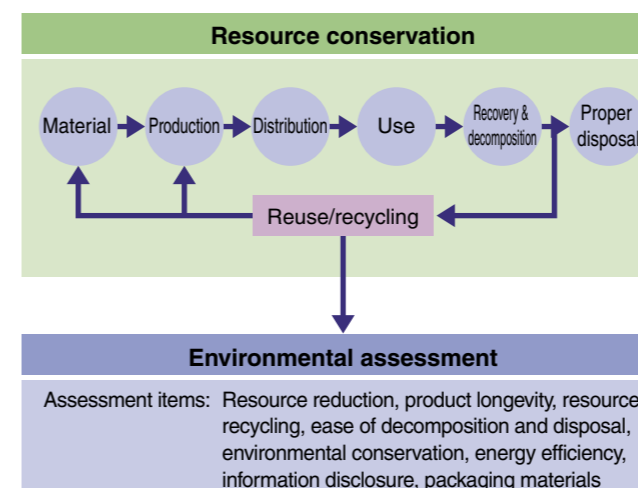 Resource conservation
Material
Production
Distribution
Use
Recovery &
decomposition
Proper
disposal
Reuse/recycling
Environmental assessment
Assessment items: Resource reduction, product longevity, resource
recycling, ease of decomposition and disposal,
environmental conservation, energy efficiency,
information disclosure, packaging materials